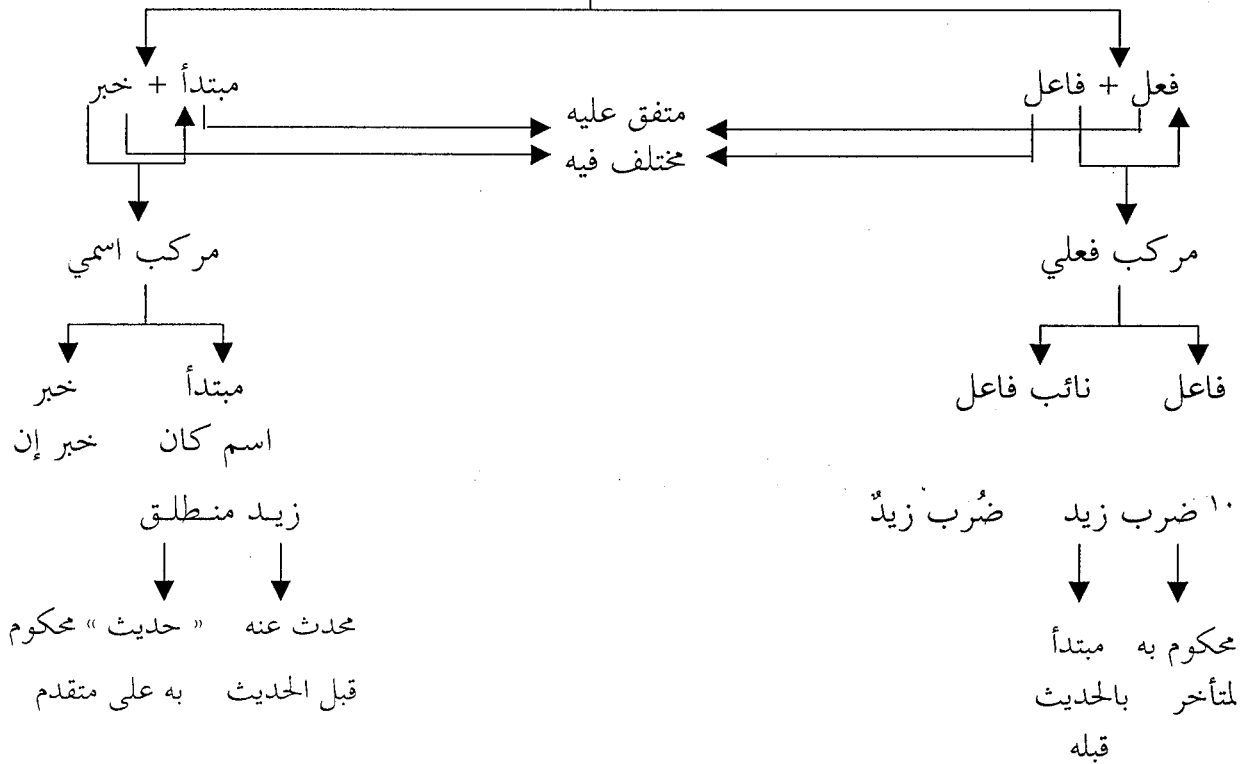 فعل + فاعل	مبتدأ + خبر
متفق عليه
مختلف فيه
مركب فعلي	مركب اسمي
فاعل	نائب فاعل	مبتدأ	خبر
اسم كان	خبر إن
١٠ ضرب زيد	ضُرب زيدٌ	زيـد منـطلـق
محكوم به	مبتدأ	محدث عنه	« حديث » محكوم
لمتأخر	بالحديث	قبل الحديث	به على متقدم
قبله